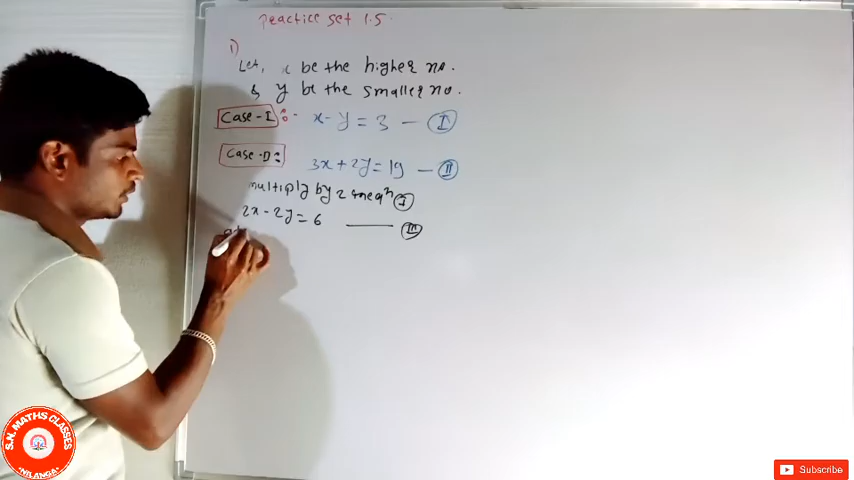 Practice set 1.5.
1)
Let, x be the higher no.
& y be the smaller no.
Case-I :- x - y = 3 — I
Case-II : 3x + 2y = 19 — II
multiply by 2 in eqⁿ I
2x - 2y = 6 — III
S.N. MATHS CLASSES
NILANGA
Subscribe